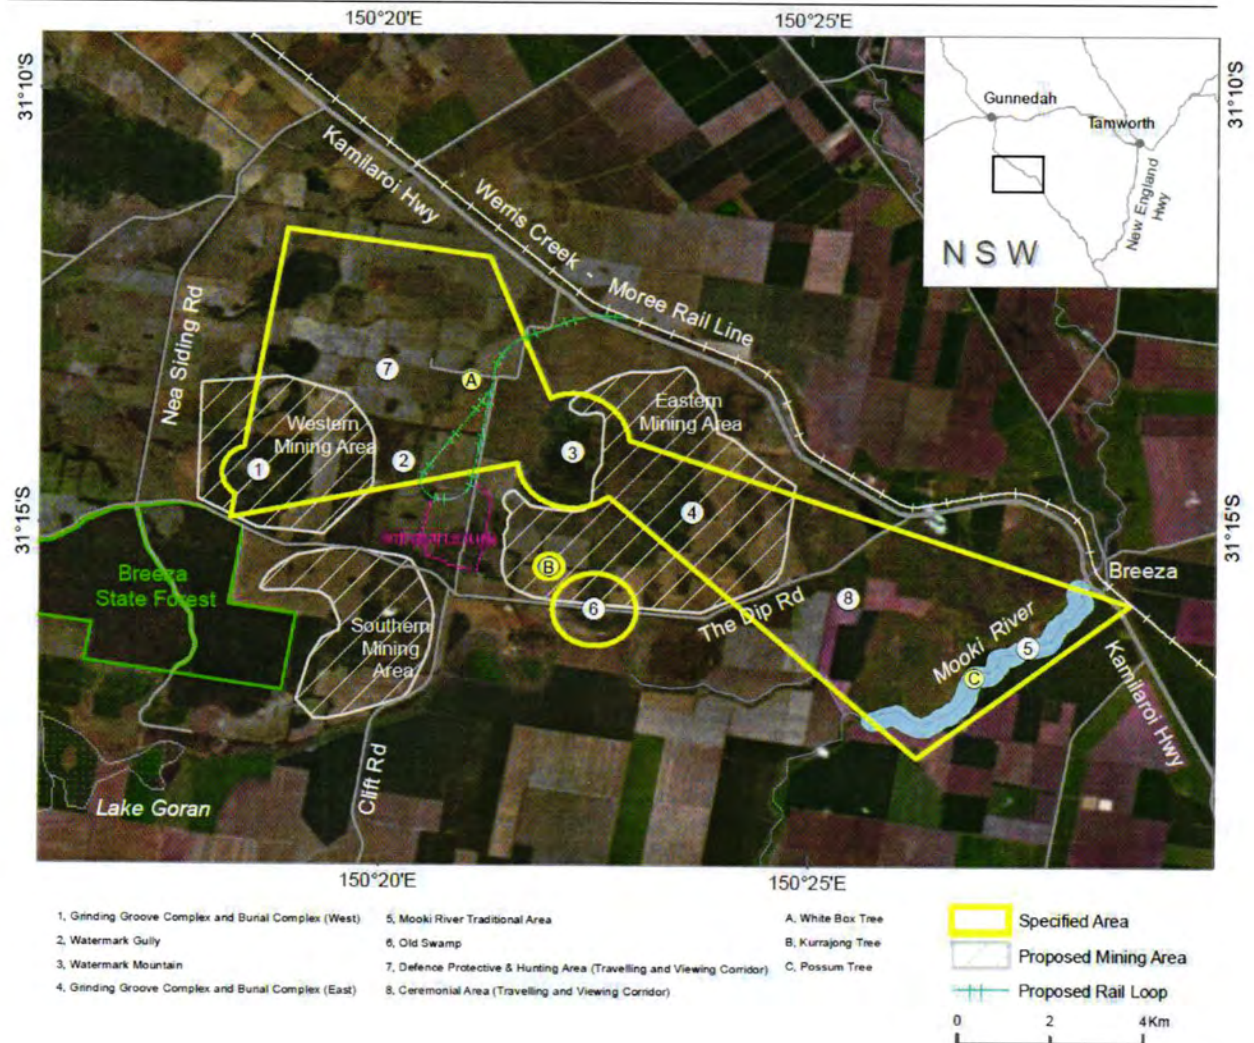 150°20'E
150°25'E
31°10'S
31°10'S
Gunnedah
Tamworth
New England
Hwy
NSW
Kamilaroi Hwy
Werris Creek - Moree Rail Line
Nea Siding Rd
7
A
Western
Mining Area
Eastern
Mining Area
1
2
3
4
31°15'S
31°15'S
Breeza
State Forest
B
6
8
Breeza
The Dip Rd
Southern
Mining
Area
Mooki River
5
C
Kamilaroi Hwy
Clift Rd
Lake Goran
150°20'E
150°25'E
1, Grinding Groove Complex and Burial Complex (West)
2, Watermark Gully
3, Watermark Mountain
4, Grinding Groove Complex and Burial Complex (East)
5, Mooki River Traditional Area
6, Old Swamp
7, Defence Protective & Hunting Area (Travelling and Viewing Corridor)
8, Ceremonial Area (Travelling and Viewing Corridor)
A, White Box Tree
B, Kurrajong Tree
C, Possum Tree
Specified Area
Proposed Mining Area
Proposed Rail Loop
0 2 4Km